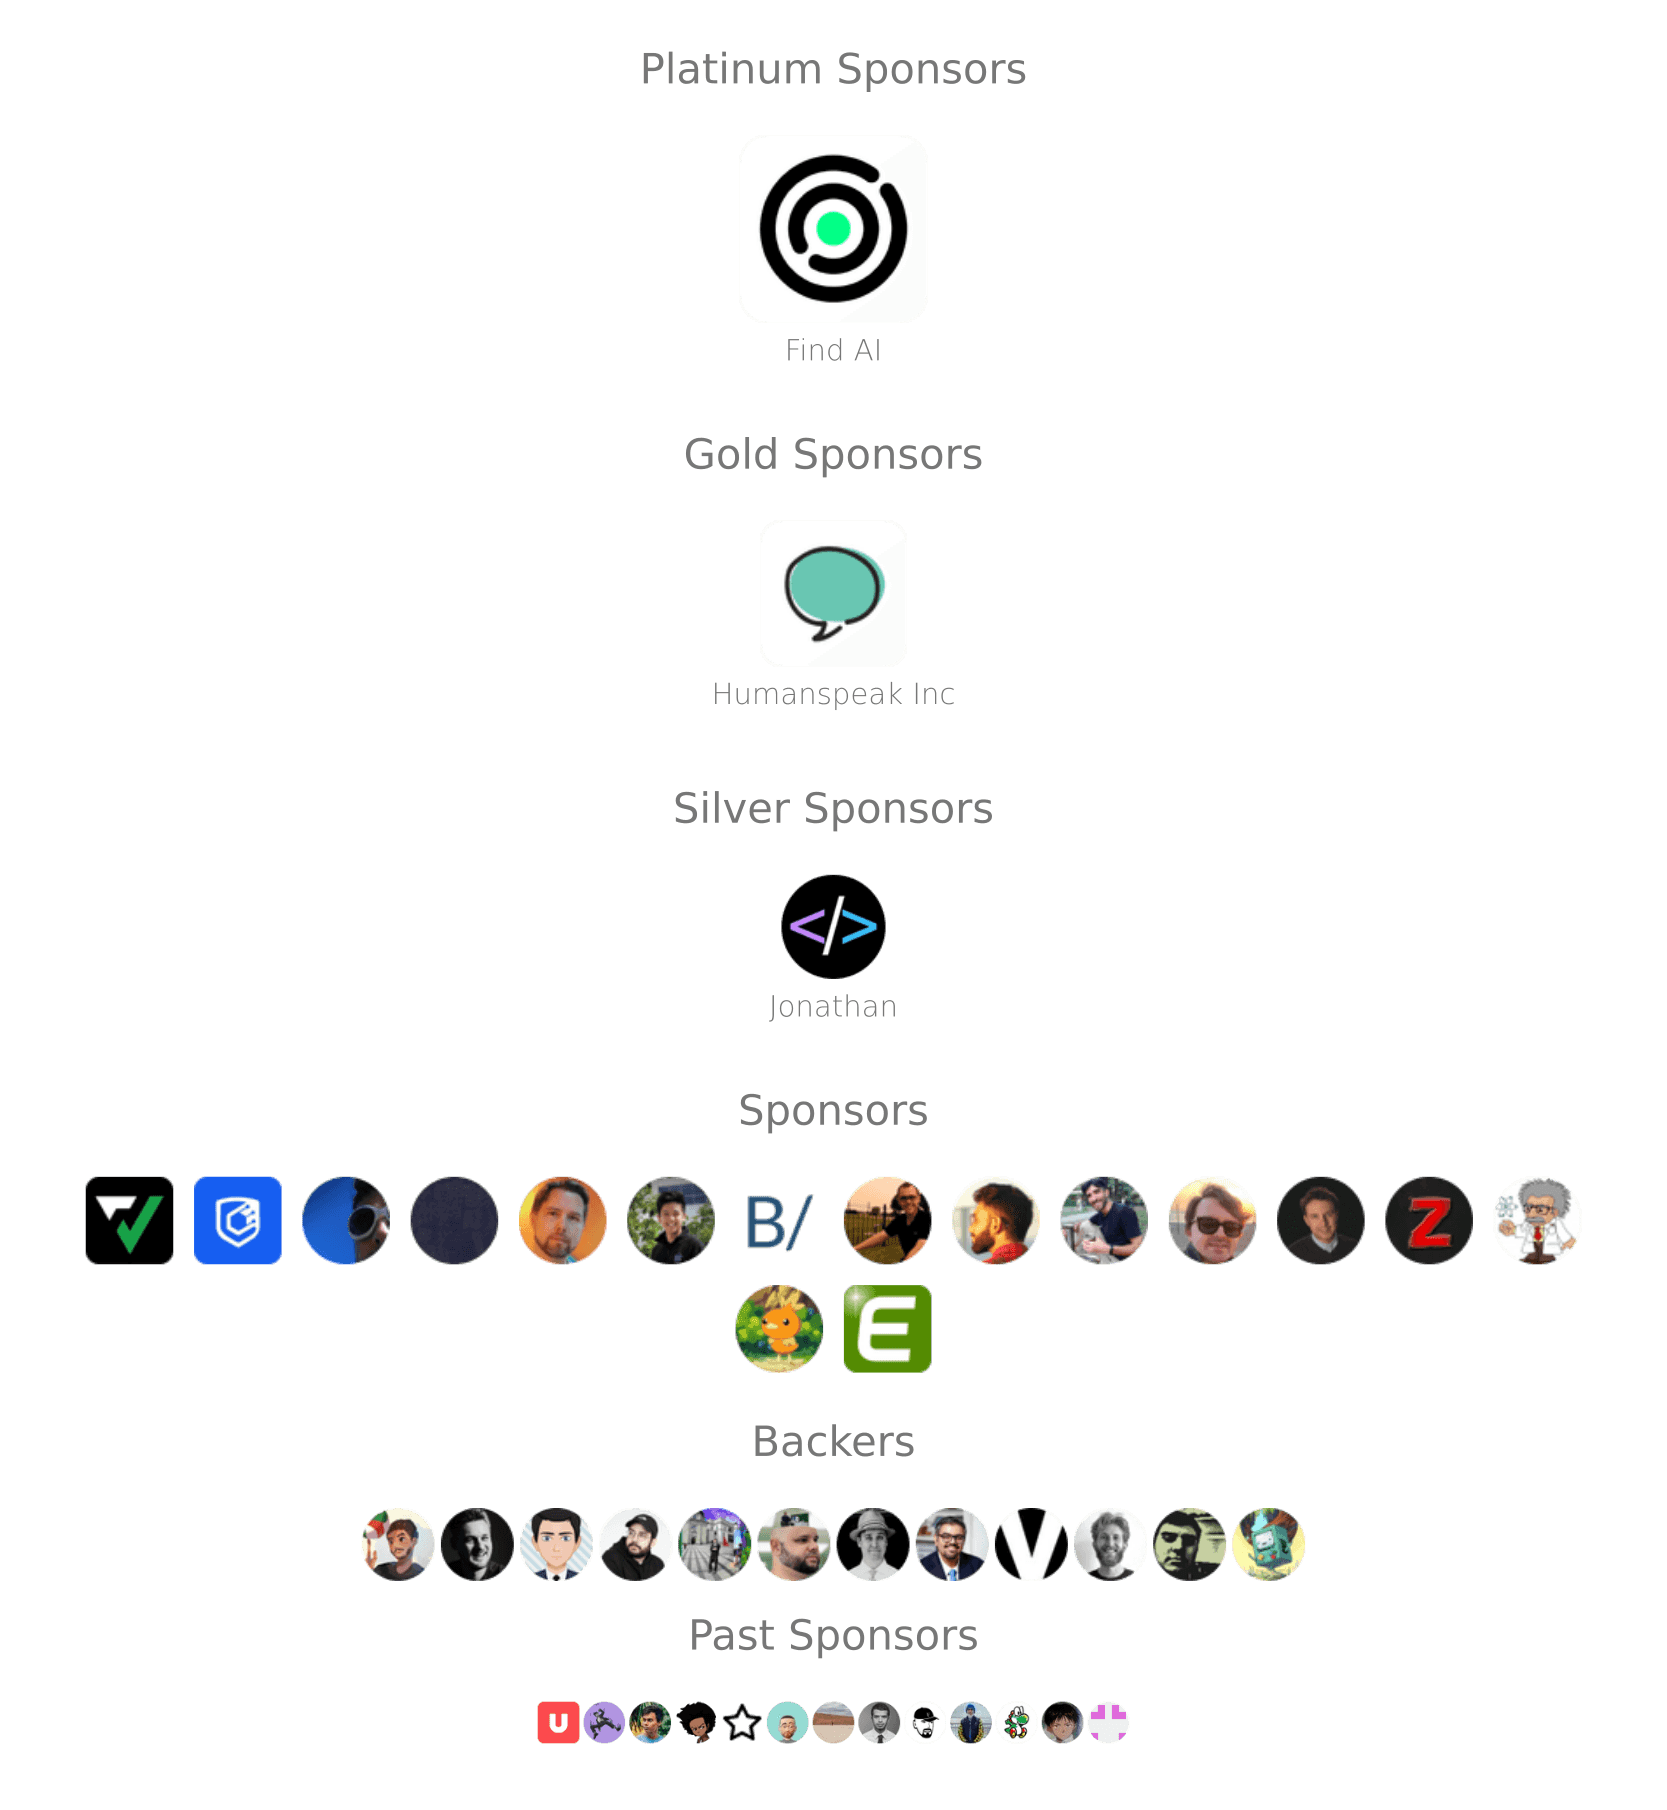 Platinum Sponsors
Find AI
Gold Sponsors
Humanspeak Inc
Silver Sponsors
</>
Jonathan
Sponsors
B/
Z
E
Backers
V
Past Sponsors
U